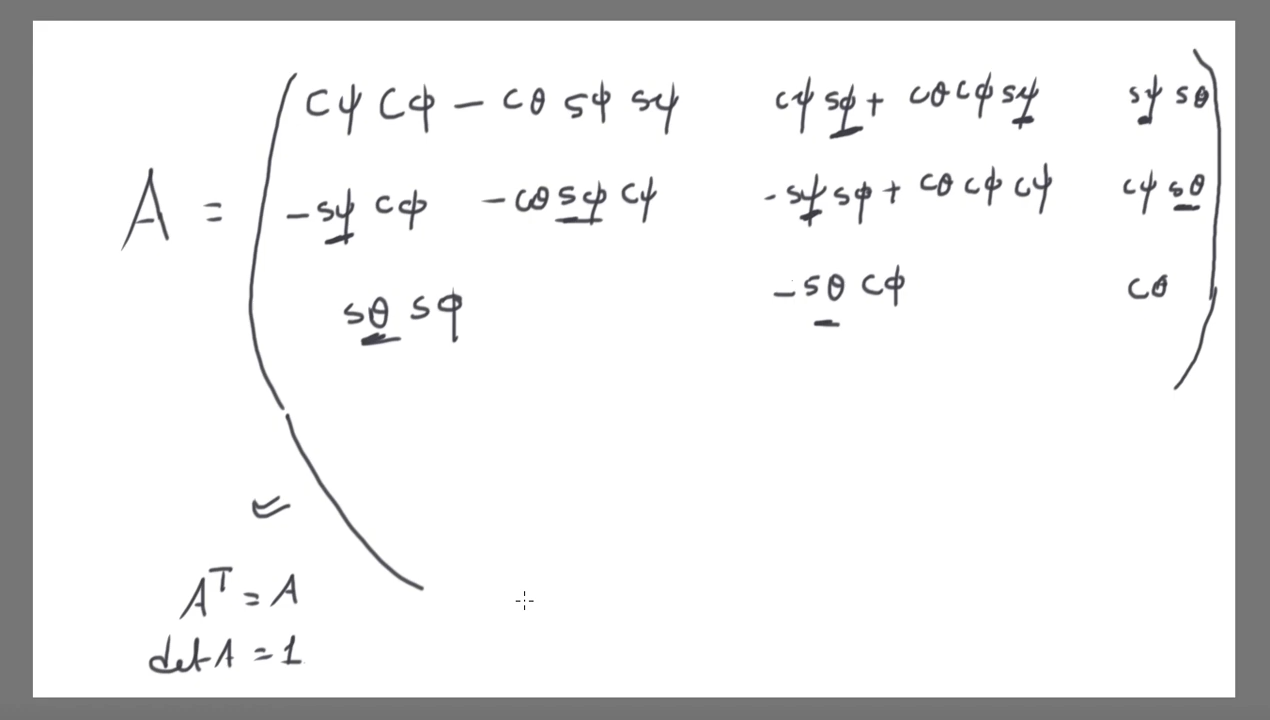 A = ( cψ cφ − cθ sφ sψ cψ sφ + cθ cφ sψ sψ sθ )
−sψ cφ − cθ sφ cψ -sψ sφ + cθ cφ cψ cψ sθ
sθ sφ −sθ cφ cθ
A^T = A
det A = 1